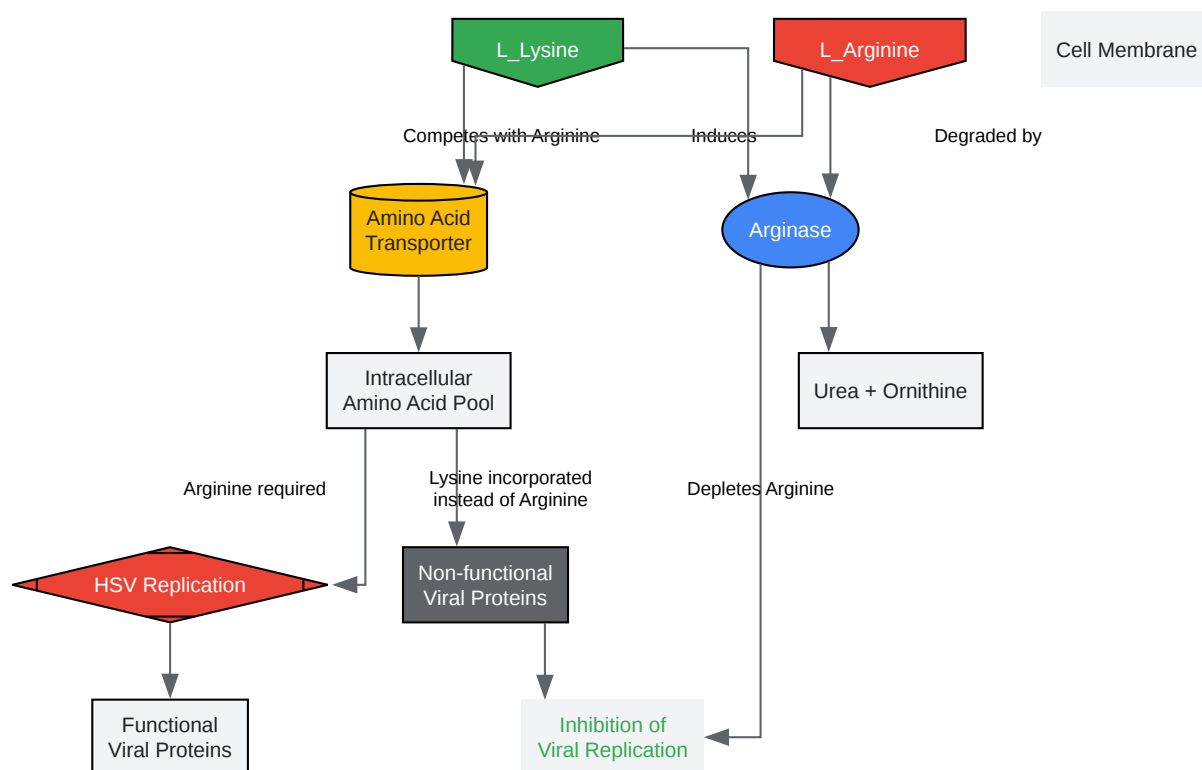 L_Lysine
L_Arginine
Cell Membrane
Competes with Arginine
Induces
Degraded by
Amino Acid
Transporter
Arginase
Intracellular
Amino Acid Pool
Urea + Ornithine
Arginine required
Lysine incorporated
instead of Arginine
Depletes Arginine
HSV Replication
Non-functional
Viral Proteins
Functional
Viral Proteins
Inhibition of
Viral Replication